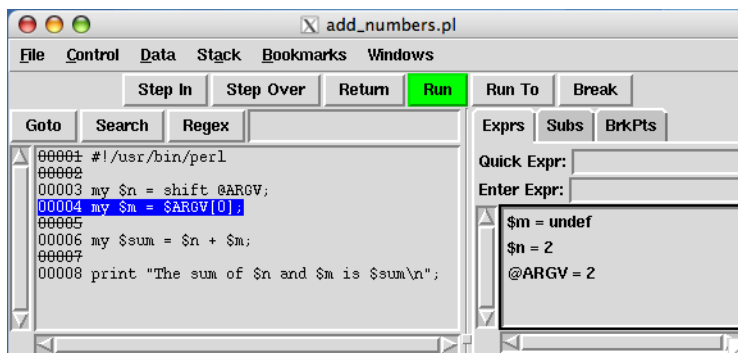 add_numbers.pl
File Control Data Stack Bookmarks Windows
Step In Step Over Return Run Run To Break
Goto Search Regex
Exprs Subs BrkPts
Quick Expr:
Enter Expr:
00001 #!/usr/bin/perl
00002
00003 my $n = shift @ARGV;
00004 my $m = $ARGV[0];
00005
00006 my $sum = $n + $m;
00007
00008 print "The sum of $n and $m is $sum\n";
$m = undef
$n = 2
@ARGV = 2